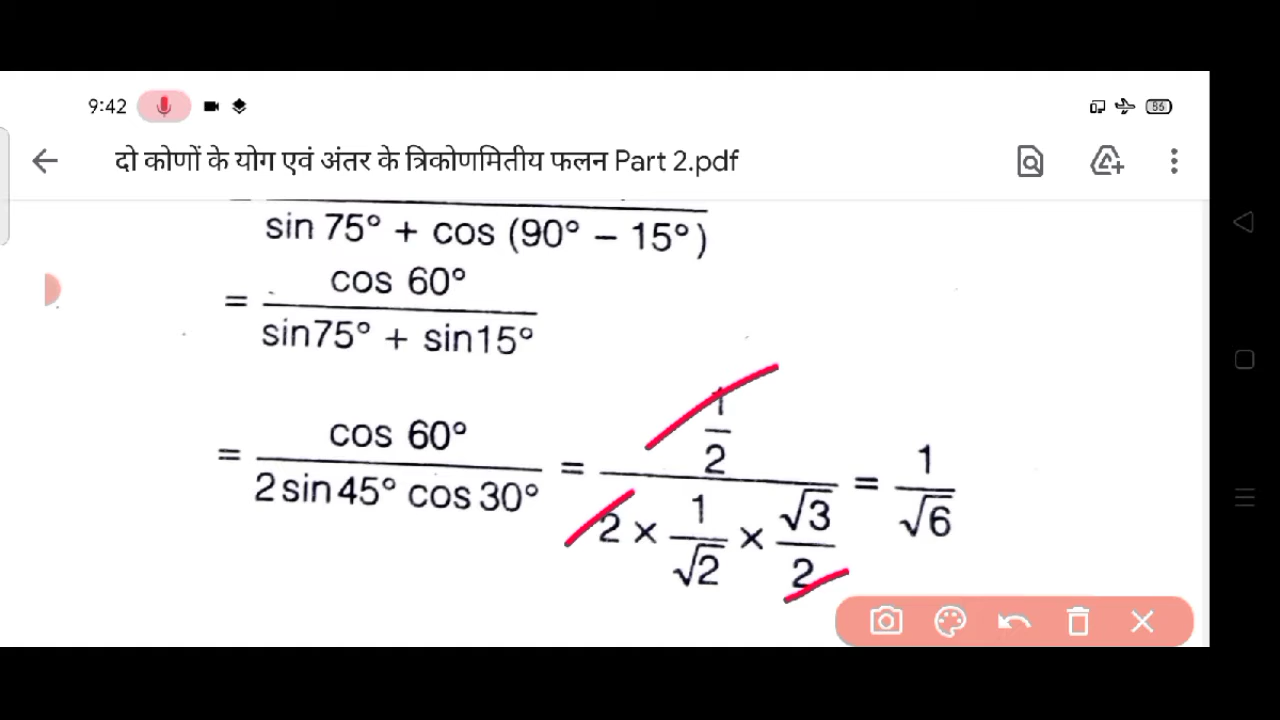 9:42
86
दो कोणों के योग एवं अंतर के त्रिकोणमितीय फलन Part 2.pdf
sin 75° + cos (90° – 15°)
= cos 60° / sin75° + sin15°
= cos 60° / 2 sin 45° cos 30° = 1/2 / 2 × 1/√2 × √3/2 = 1/√6